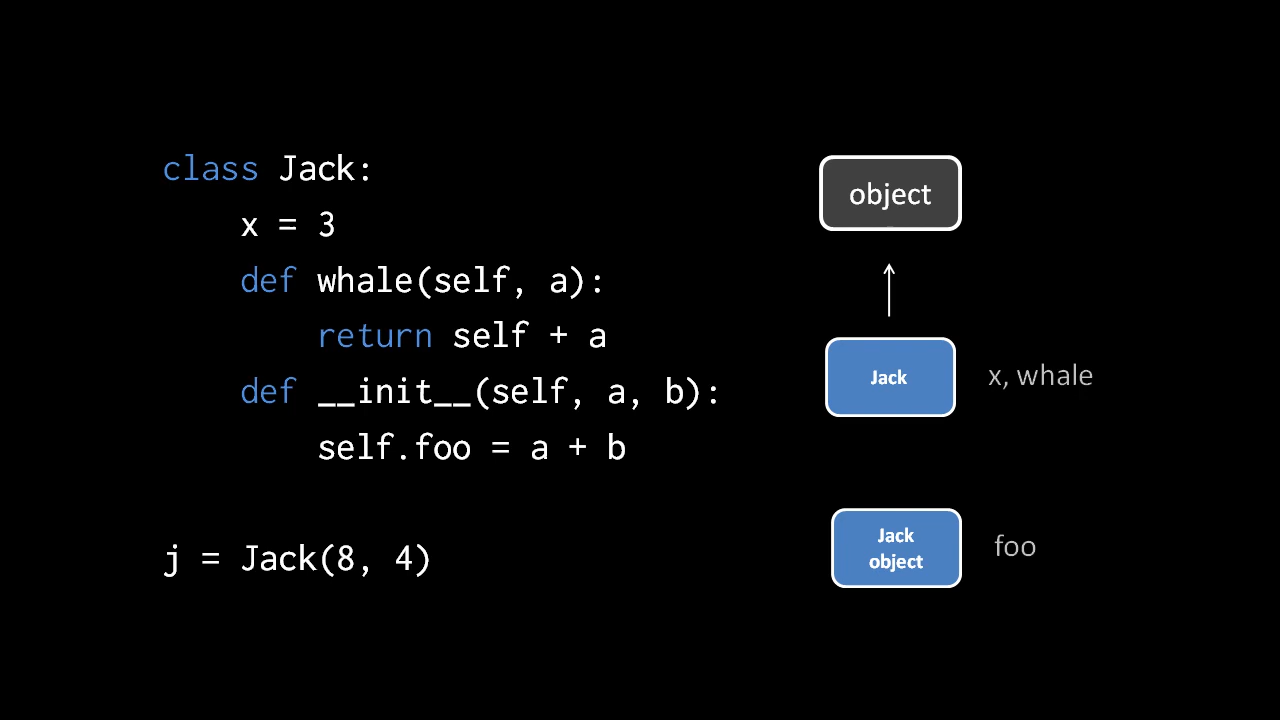 class Jack:
    x = 3
    def whale(self, a):
        return self + a
    def __init__(self, a, b):
        self.foo = a + b
j = Jack(8, 4)
object
Jack
x, whale
Jack
object
foo